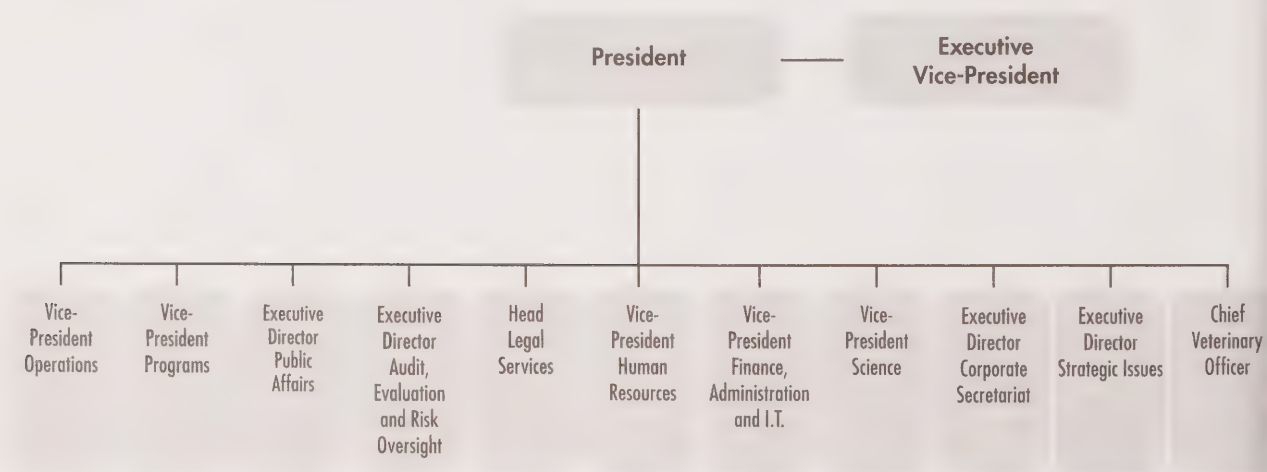 President
Executive
Vice-President
Vice-
President
Operations
Vice-
President
Programs
Executive
Director
Public
Affairs
Executive
Director
Audit,
Evaluation
and Risk
Oversight
Head
Legal
Services
Vice-
President
Human
Resources
Vice-
President
Finance,
Administration
and I.T.
Vice-
President
Science
Executive
Director
Corporate
Secretariat
Executive
Director
Strategic Issues
Chief
Veterinary
Officer